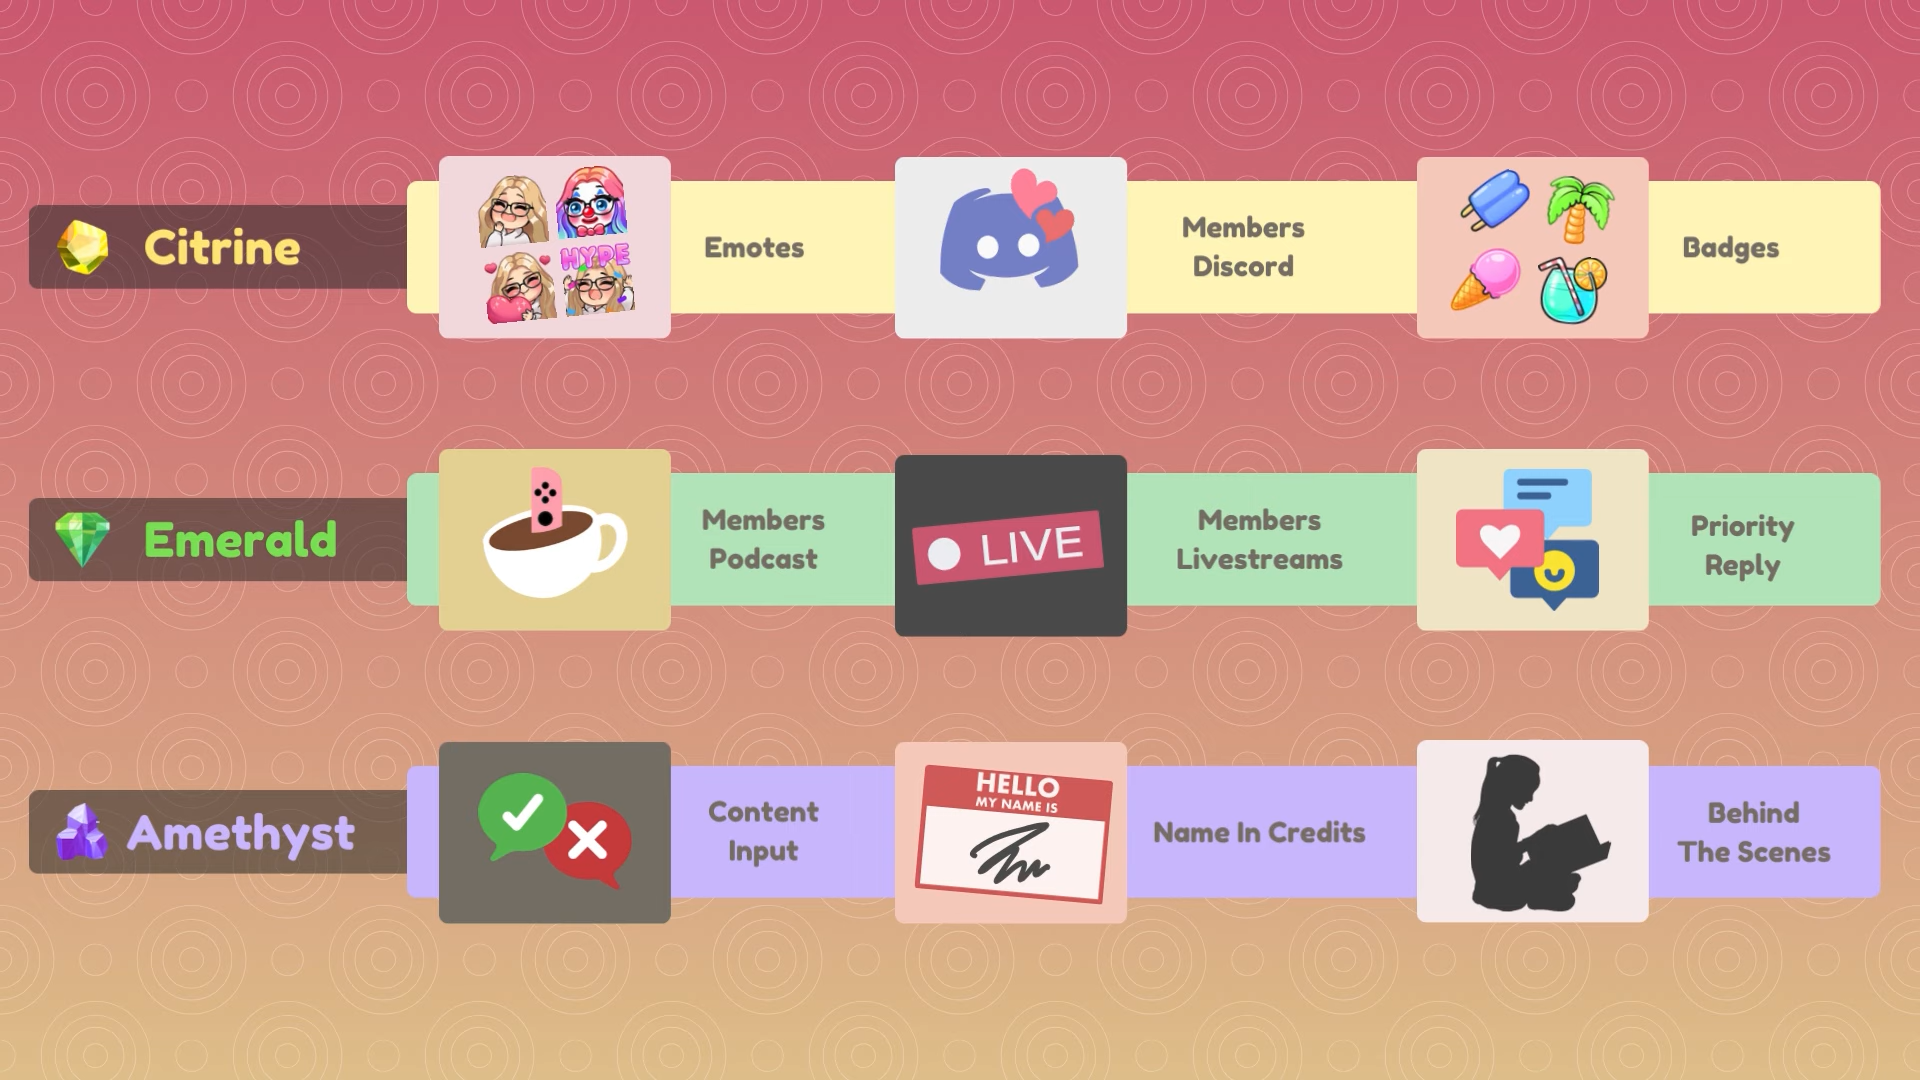 Citrine
HYPE
Emotes
Members
Discord
Badges
Emerald
Members
Podcast
LIVE
Members
Livestreams
Priority
Reply
Amethyst
Content
Input
HELLO
MY NAME IS
Name In Credits
Behind
The Scenes